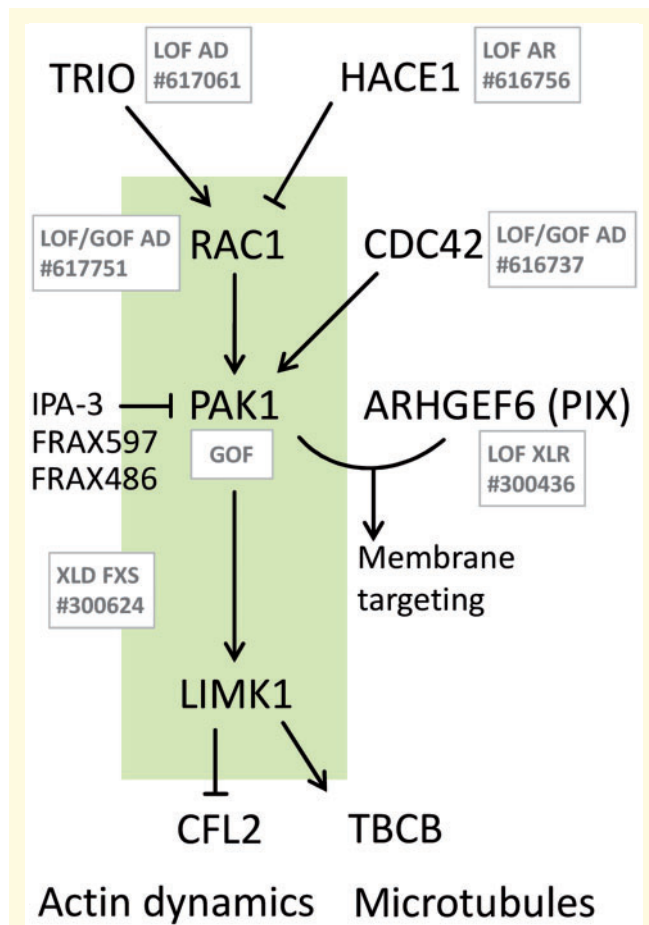 TRIO
LOF AD
#617061
HACE1
LOF AR
#616756
LOF/GOF AD
#617751
RAC1
CDC42
LOF/GOF AD
#616737
IPA-3
FRAX597
FRAX486
PAK1
GOF
ARHGEF6 (PIX)
LOF XLR
#300436
Membrane
targeting
XLD FXS
#300624
LIMK1
CFL2
TBCB
Actin dynamics
Microtubules